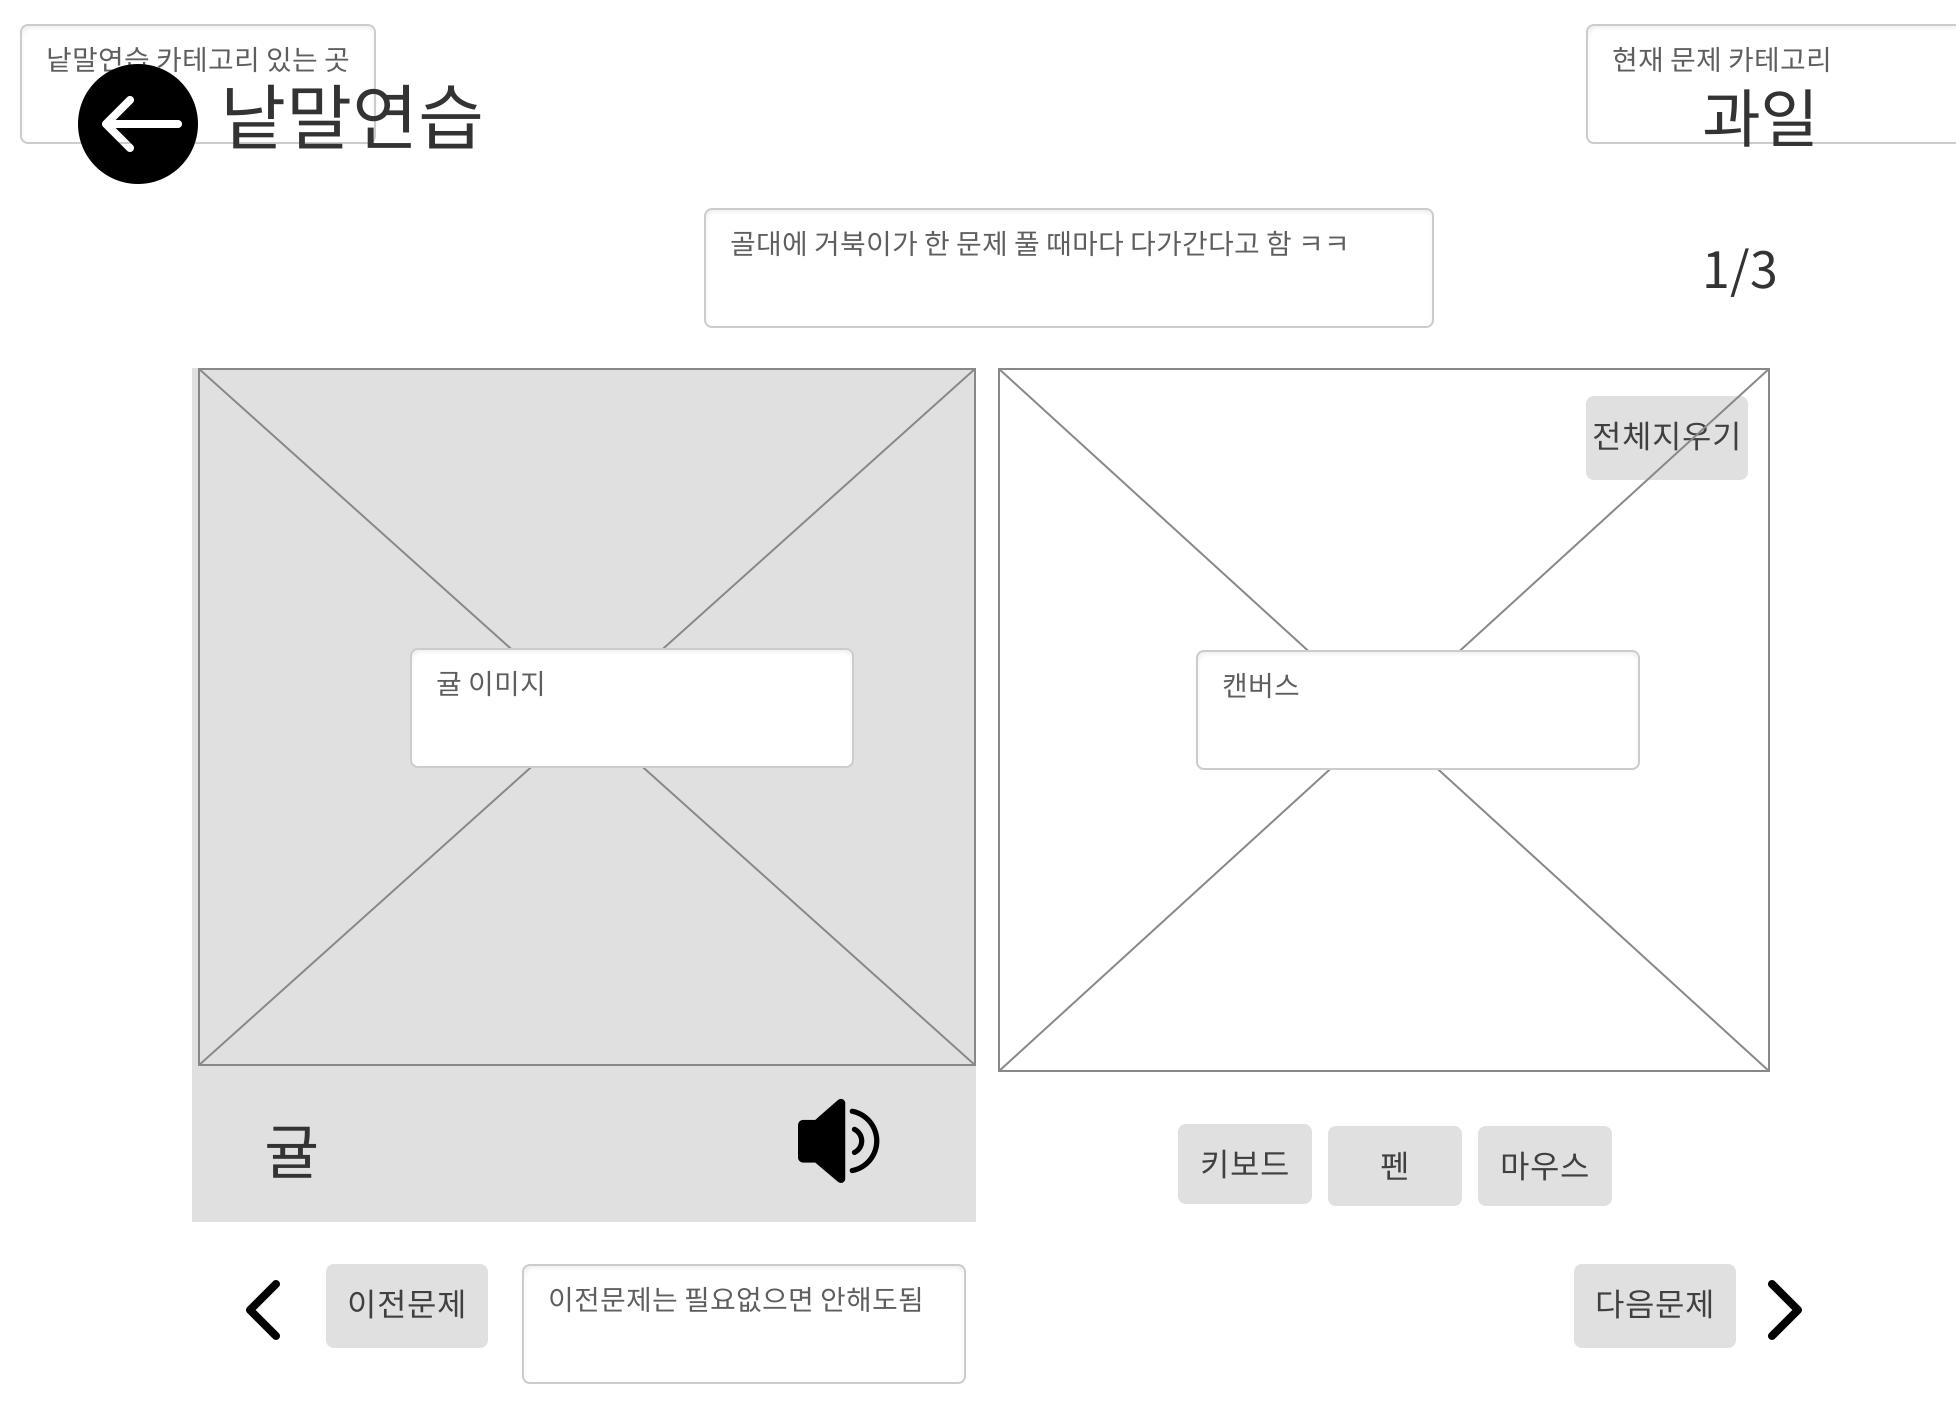 낱말연습 카테고리 있는 곳
낱말연습
현재 문제 카테고리
과일
골대에 거북이가 한 문제 풀 때마다 다가간다고 함 ㅋㅋ
1/3
전체지우기
귤 이미지
캔버스
귤
키보드
펜
마우스
이전문제
이전문제는 필요없으면 안해도됨
다음문제